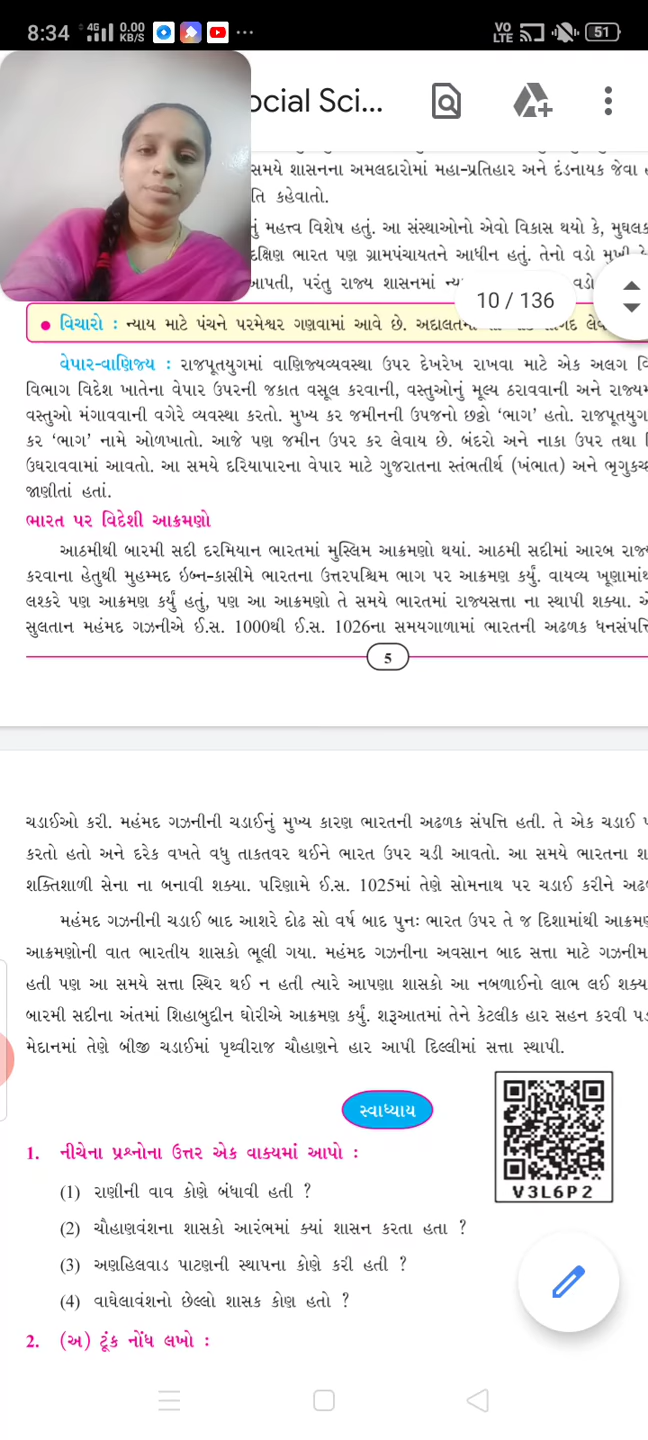 8:34 4G 0.00 KB/S VO LTE 51
ocial Sci...
સમયે શાસનના અમલદારોમાં મહા-પ્રતિહાર અને દંડનાયક જેવા
તિ કહેવાતો.
નું મહત્ત્વ વિશેષ હતું. આ સંસ્થાઓનો એવો વિકાસ થયો કે, મુઘલક
દક્ષિણ ભારત પણ ગ્રામપંચાયતને આધીન હતું. તેનો વડો મુખી
આપતી, પરંતુ રાજ્ય શાસનમાં વડો
10 / 136
• વિચારો : ન્યાય માટે પંચને પરમેશ્વર ગણવામાં આવે છે. અદાલતમાં
વેપાર-વાણિજ્ય : રાજપૂતયુગમાં વાણિજ્યવ્યવસ્થા ઉપર દેખરેખ રાખવા માટે એક અલગ વિ
વિભાગ વિદેશ ખાતેના વેપાર ઉપરની જકાત વસૂલ કરવાની, વસ્તુઓનું મૂલ્ય ઠરાવવાની અને રાજ્યમ
વસ્તુઓ મંગાવવાની વગેરે વ્યવસ્થા કરતો. મુખ્ય કર જમીનની ઉપજનો છઠ્ઠો ‘ભાગ’ હતો. રાજપૂતયુગ
કર ‘ભાગ’ નામે ઓળખાતો. આજે પણ જમીન ઉપર કર લેવાય છે. બંદરો અને નાકા ઉપર તથા
ઉઘરાવવામાં આવતો. આ સમયે દરિયાપારના વેપાર માટે ગુજરાતના સ્તંભતીર્થ (ખંભાત) અને ભૃગુકચ્છ
જાણીતાં હતાં.
ભારત પર વિદેશી આક્રમણો
આઠમીથી બારમી સદી દરમિયાન ભારતમાં મુસ્લિમ આક્રમણો થયાં. આઠમી સદીમાં આરબ રાજ્ય
કરવાના હેતુથી મુહમ્મદ ઇબ્ન-કાસીમે ભારતના ઉત્તરપશ્ચિમ ભાગ પર આક્રમણ કર્યું. વાયવ્ય ખૂણામાંથ
લશ્કરે પણ આક્રમણ કર્યું હતું, પણ આ આક્રમણો તે સમયે ભારતમાં રાજ્યસત્તા ના સ્થાપી શક્યા.
સુલતાન મહંમદ ગઝનીએ ઈ.સ. 1000થી ઈ.સ. 1026ના સમયગાળામાં ભારતની અઢળક ધનસંપત્તિ
5
ચડાઈઓ કરી. મહંમદ ગઝનીની ચડાઈનું મુખ્ય કારણ ભારતની અઢળક સંપત્તિ હતી. તે એક ચડાઈ
કરતો હતો અને દરેક વખતે વધુ તાકતવર થઈને ભારત ઉપર ચડી આવતો. આ સમયે ભારતના શ
શક્તિશાળી સેના ના બનાવી શક્યા. પરિણામે ઈ.સ. 1025માં તેણે સોમનાથ પર ચડાઈ કરીને અઢ
મહંમદ ગઝનીની ચડાઈ બાદ આશરે દોઢ સો વર્ષ બાદ પુનઃ ભારત ઉપર તે જ દિશામાંથી આક્રમ
આક્રમણોની વાત ભારતીય શાસકો ભૂલી ગયા. મહંમદ ગઝનીના અવસાન બાદ સત્તા માટે ગઝનીમ
હતી પણ આ સમયે સત્તા સ્થિર થઈ ન હતી ત્યારે આપણા શાસકો આ નબળાઈનો લાભ લઈ શક્ય
બારમી સદીના અંતમાં શિહાબુદ્દીન ઘોરીએ આક્રમણ કર્યું. શરૂઆતમાં તેને કેટલીક હાર સહન કરવી પડ
મેદાનમાં તેણે બીજી ચડાઈમાં પૃથ્વીરાજ ચૌહાણને હાર આપી દિલ્લીમાં સત્તા સ્થાપી.
સ્વાધ્યાય
V3L6P2
1. નીચેના પ્રશ્નોના ઉત્તર એક વાક્યમાં આપો :
(1) રાણીની વાવ કોણે બંધાવી હતી ?
(2) ચૌહાણવંશના શાસકો આરંભમાં ક્યાં શાસન કરતા હતા ?
(3) અણહિલવાડ પાટણની સ્થાપના કોણે કરી હતી ?
(4) વાઘેલાવંશનો છેલ્લો શાસક કોણ હતો ?
2. (અ) ટૂંક નોંધ લખો :